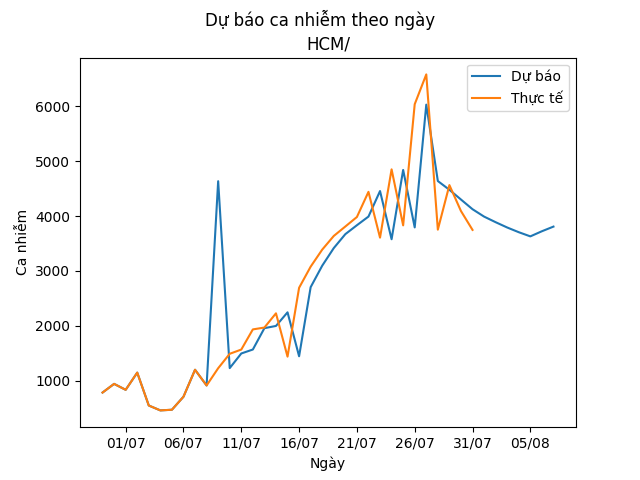 Dự báo ca nhiễm theo ngày
HCM/
Dự báo
Thực tế
Ca nhiễm
6000
5000
4000
3000
2000
1000
01/07 06/07 11/07 16/07 21/07 26/07 31/07 05/08
Ngày